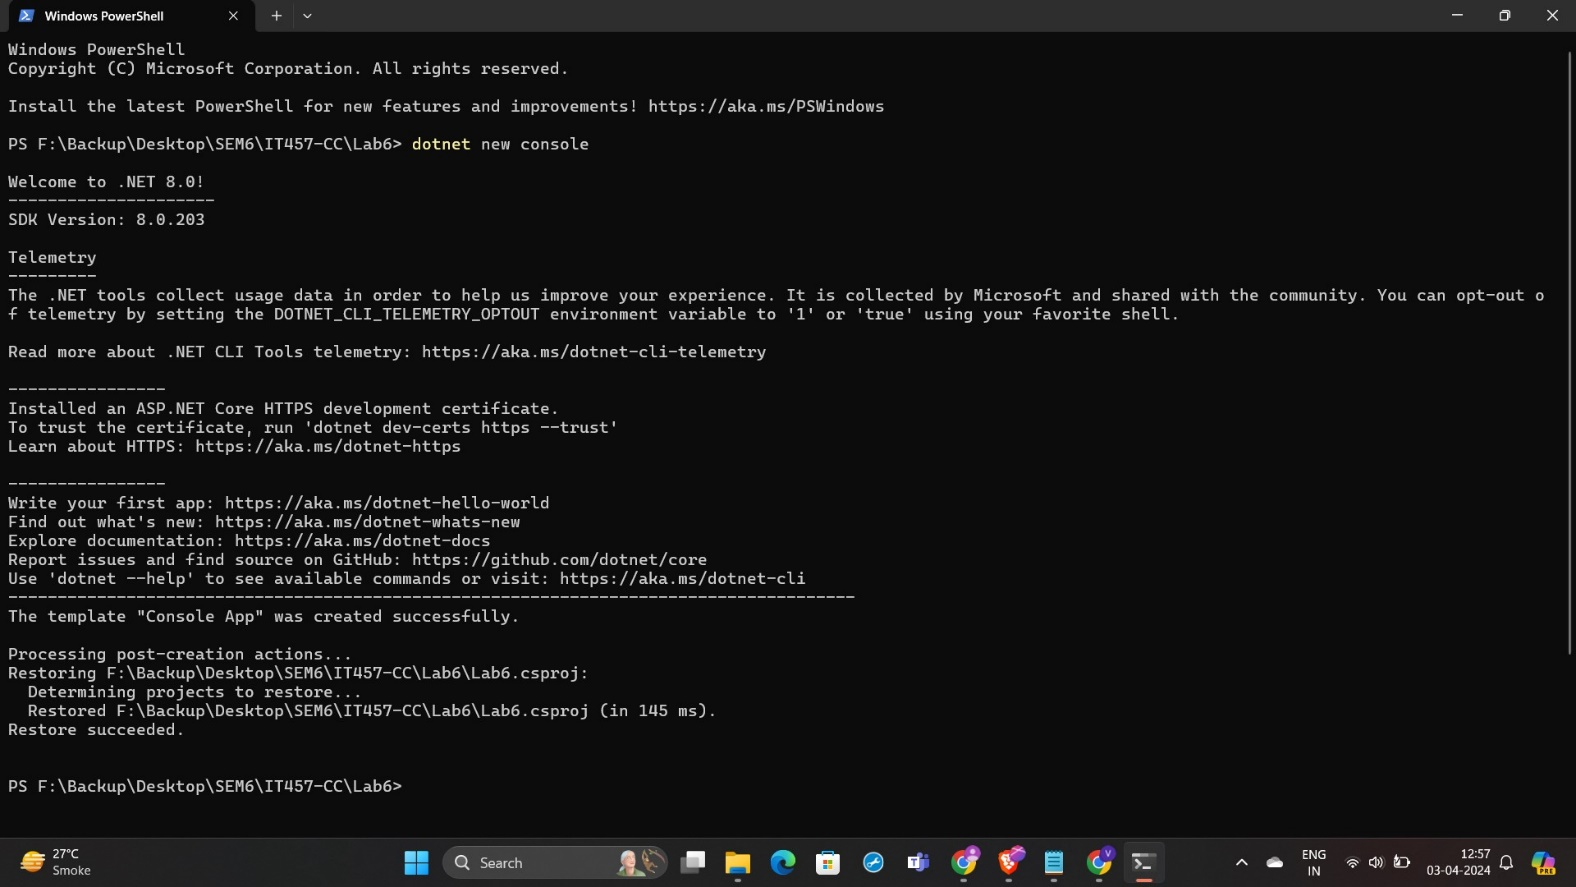 Windows PowerShell
Windows PowerShell
Copyright (C) Microsoft Corporation. All rights reserved.
Install the latest PowerShell for new features and improvements! https://aka.ms/PSWindows
PS F:\Backup\Desktop\SEM6\IT457-CC\Lab6> dotnet new console
Welcome to .NET 8.0!
---------------------
SDK Version: 8.0.203
Telemetry
---------
The .NET tools collect usage data in order to help us improve your experience. It is collected by Microsoft and shared with the community. You can opt-out o
f telemetry by setting the DOTNET_CLI_TELEMETRY_OPTOUT environment variable to '1' or 'true' using your favorite shell.
Read more about .NET CLI Tools telemetry: https://aka.ms/dotnet-cli-telemetry
----------------
Installed an ASP.NET Core HTTPS development certificate.
To trust the certificate, run 'dotnet dev-certs https --trust'
Learn about HTTPS: https://aka.ms/dotnet-https
----------------
Write your first app: https://aka.ms/dotnet-hello-world
Find out what's new: https://aka.ms/dotnet-whats-new
Explore documentation: https://aka.ms/dotnet-docs
Report issues and find source on GitHub: https://github.com/dotnet/core
Use 'dotnet --help' to see available commands or visit: https://aka.ms/dotnet-cli
--------------------------------------------------------------------------------------
The template "Console App" was created successfully.
Processing post-creation actions...
Restoring F:\Backup\Desktop\SEM6\IT457-CC\Lab6\Lab6.csproj:
  Determining projects to restore...
  Restored F:\Backup\Desktop\SEM6\IT457-CC\Lab6\Lab6.csproj (in 145 ms).
Restore succeeded.
PS F:\Backup\Desktop\SEM6\IT457-CC\Lab6>
27°C
Smoke
Search
V
ENG
IN
12:57
03-04-2024
PRE